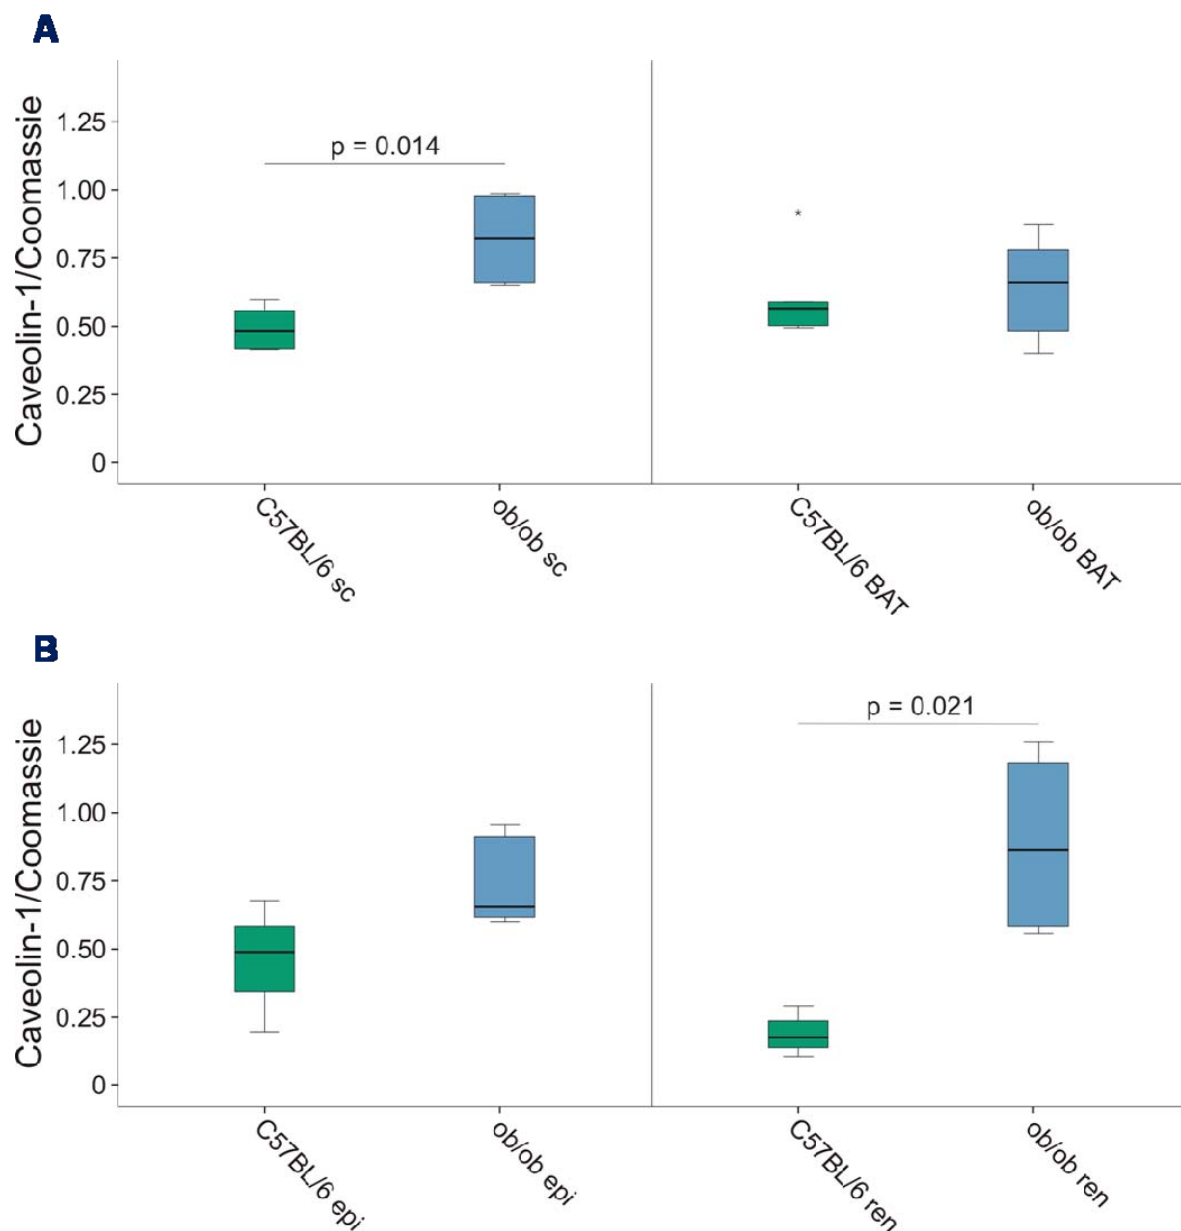 A
Caveolin-1/Coomassie
1.25
1.00
0.75
0.50
0.25
0
p = 0.014
*
C57BL/6 sc
ob/ob sc
C57BL/6 BAT
ob/ob BAT
B
Caveolin-1/Coomassie
1.25
1.00
0.75
0.50
0.25
0
p = 0.021
C57BL/6 epi
ob/ob epi
C57BL/6 ren
ob/ob ren